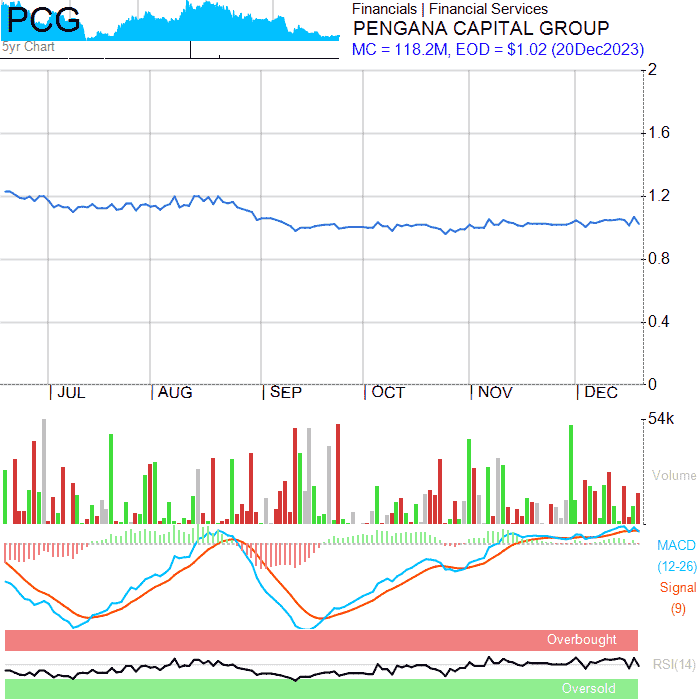 PCG
5yr Chart
Financials | Financial Services
PENGANA CAPITAL GROUP
MC = 118.2M, EOD = $1.02 (20Dec2023)
2
1.6
1.2
0.8
0.4
0
JUL AUG SEP OCT NOV DEC
54k
Volume
MACD
(12-26)
Signal
(9)
Overbought
RSI(14)
Oversold